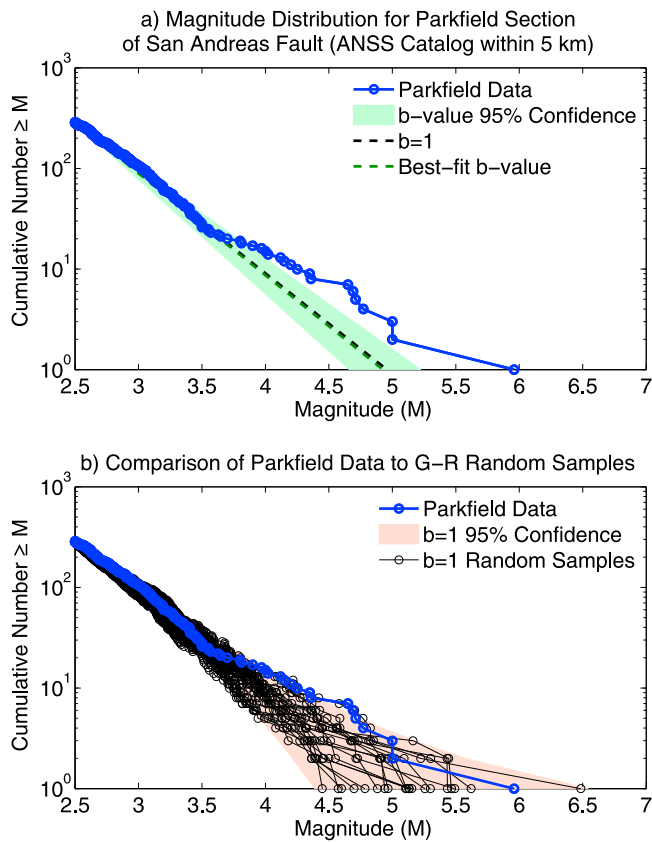 a) Magnitude Distribution for Parkfield Section
of San Andreas Fault (ANSS Catalog within 5 km)
Cumulative Number ≥ M
10³
10²
10¹
10⁰
Parkfield Data
b-value 95% Confidence
b=1
Best-fit b-value
2.5 3 3.5 4 4.5 5 5.5 6 6.5 7
Magnitude (M)
b) Comparison of Parkfield Data to G-R Random Samples
Cumulative Number ≥ M
10³
10²
10¹
10⁰
Parkfield Data
b=1 95% Confidence
b=1 Random Samples
2.5 3 3.5 4 4.5 5 5.5 6 6.5 7
Magnitude (M)